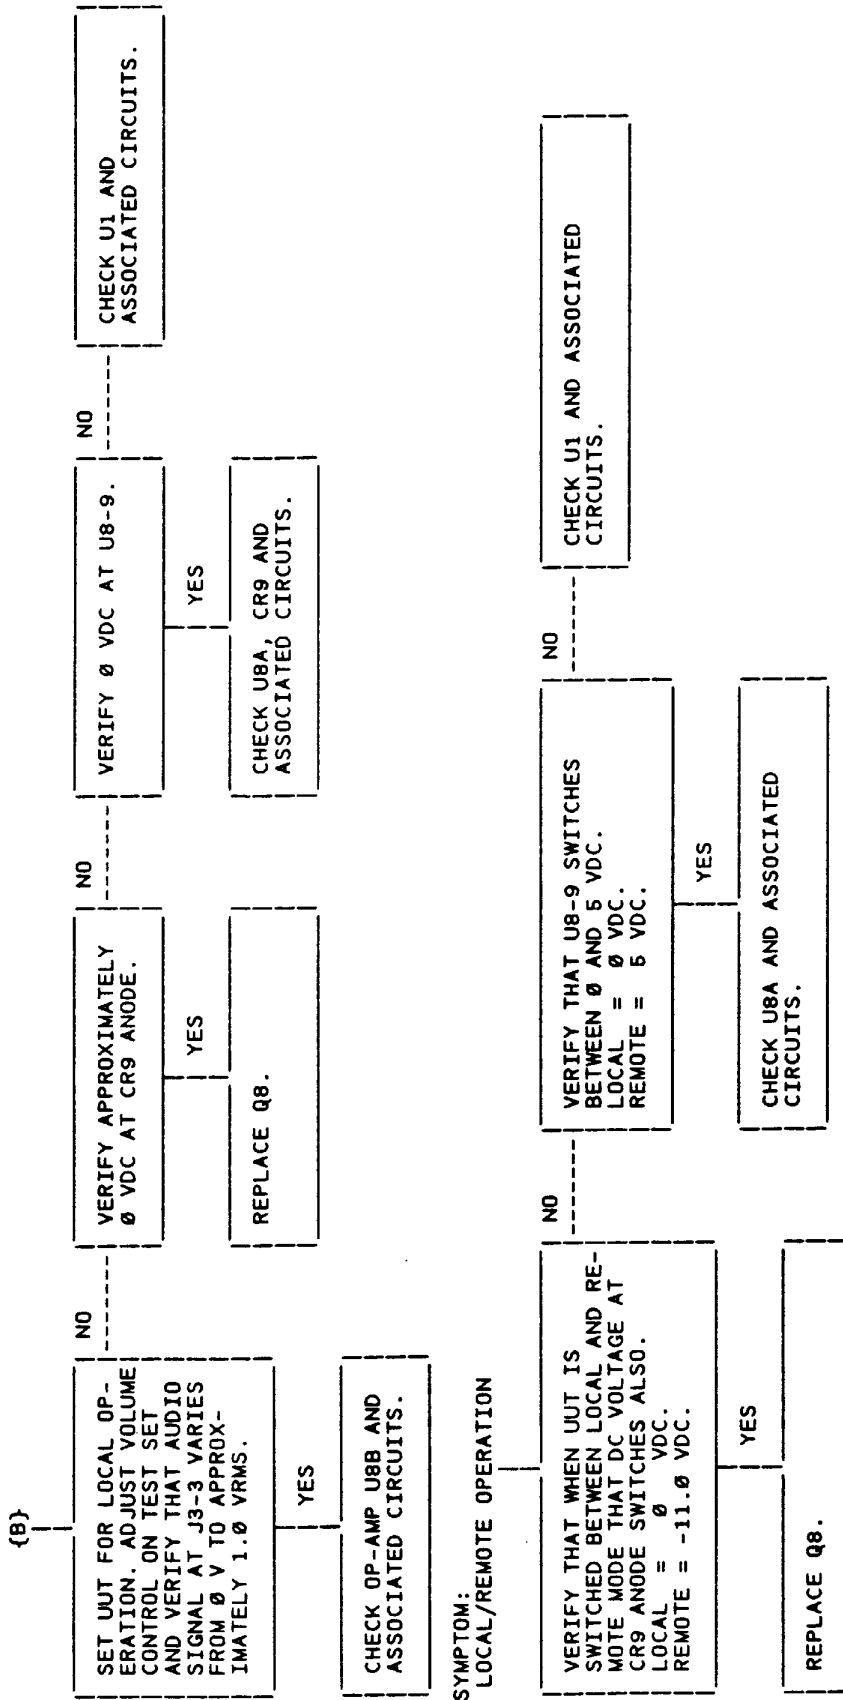 {B}
SET UUT FOR LOCAL OP-
ERATION. ADJUST VOLUME
CONTROL ON TEST SET
AND VERIFY THAT AUDIO
SIGNAL AT J3-3 VARIES
FROM Ø V TO APPROX-
IMATELY 1.Ø VRMS.
NO
VERIFY APPROXIMATELY
Ø VDC AT CR9 ANODE.
NO
VERIFY Ø VDC AT U8-9.
NO
CHECK U1 AND
ASSOCIATED CIRCUITS.
YES
CHECK OP-AMP U8B AND
ASSOCIATED CIRCUITS.
YES
REPLACE Q8.
YES
CHECK U8A, CR9 AND
ASSOCIATED CIRCUITS.
SYMPTOM:
LOCAL/REMOTE OPERATION
VERIFY THAT WHEN UUT IS
SWITCHED BETWEEN LOCAL AND RE-
MOTE MODE THAT DC VOLTAGE AT
CR9 ANODE SWITCHES ALSO.
LOCAL = Ø VDC.
REMOTE = -11.Ø VDC.
NO
VERIFY THAT U8-9 SWITCHES
BETWEEN Ø AND 5 VDC.
LOCAL = Ø VDC.
REMOTE = 5 VDC.
NO
CHECK U1 AND ASSOCIATED
CIRCUITS.
YES
REPLACE Q8.
YES
CHECK U8A AND ASSOCIATED
CIRCUITS.